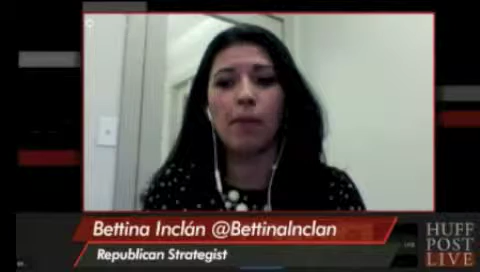 Bettina Inclán @BettinaInclan
Republican Strategist
HUFF
POST
LIVE